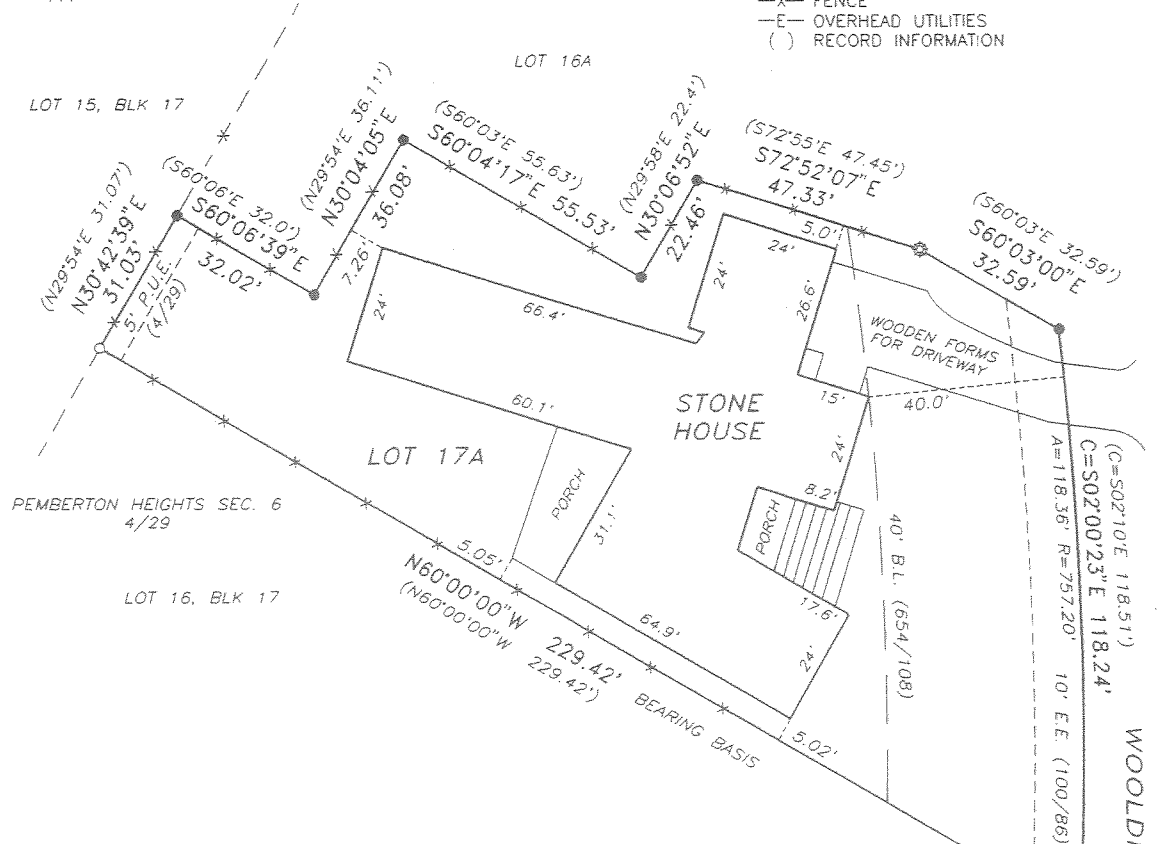 —x— FENCE
—E— OVERHEAD UTILITIES
( ) RECORD INFORMATION
LOT 16A
LOT 15, BLK 17
(N29°54'E 31.07')
N30°42'39"E
31.03'
5' P.U.E.
(4/29)
(S60°06'E 32.0')
S60°06'39"E
32.02'
(N29°54'E 36.11')
N30°04'05"E
36.08'
(S60°03'E 55.63')
S60°04'17"E 55.53'
(N29°58'E 22.4')
N30°06'52"E
22.46'
(S72°55'E 47.45')
S72°52'07"E
47.33'
(S60°03'E 32.59')
S60°03'00"E
32.59'
7.26'
24'
66.4'
24'
24'
5.0'
26.6'
WOODEN FORMS
FOR DRIVEWAY
15'
40.0'
STONE
HOUSE
60.1'
LOT 17A
PORCH
31.1'
24'
8.2'
PORCH
17.6'
24'
64.9'
5.05'
5.02'
PEMBERTON HEIGHTS SEC. 6
4/29
LOT 16, BLK 17
N60°00'00"W 229.42'
(N60°00'00"W 229.42')
BEARING BASIS
40' B.L. (654/108)
(C=S02°10'E 118.51')
C=S02°00'23"E 118.24'
A=118.36' R=757.20'
10' E.E. (100/86)